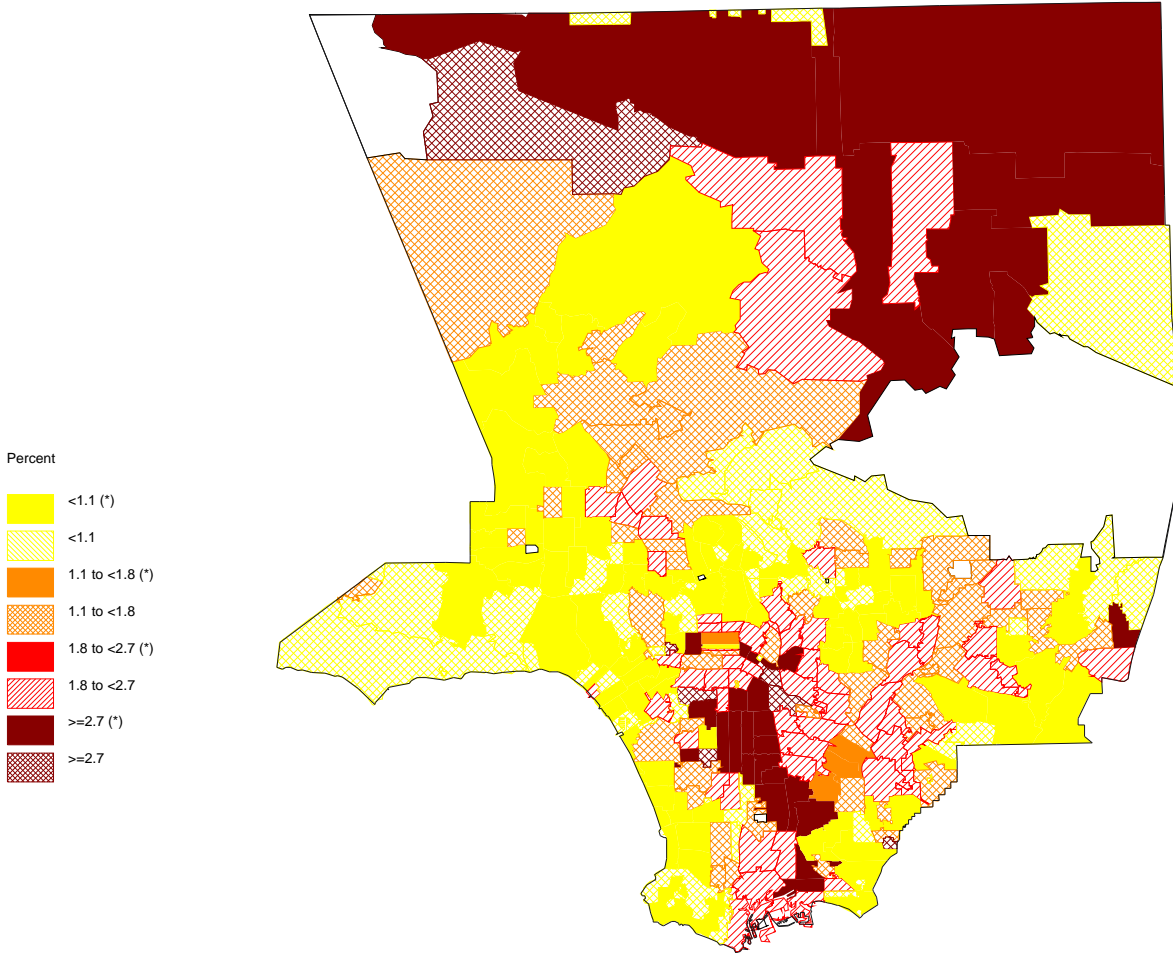 Percent
<1.1 (*)
<1.1
1.1 to <1.8 (*)
1.1 to <1.8
1.8 to <2.7 (*)
1.8 to <2.7
>=2.7 (*)
>=2.7